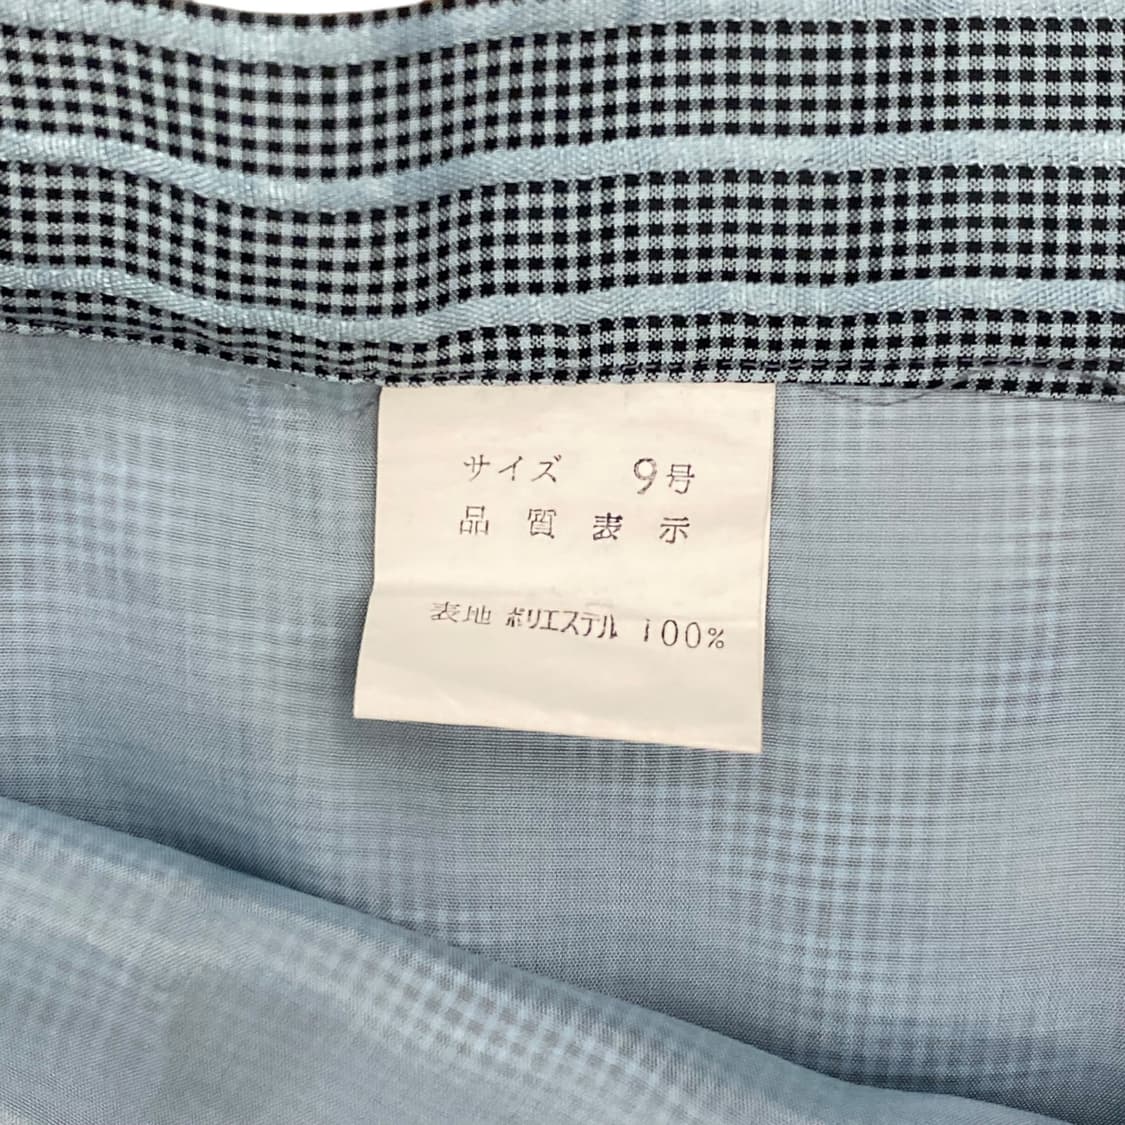 サイズ 9号
品質表示
表地 ポリエステル 100%